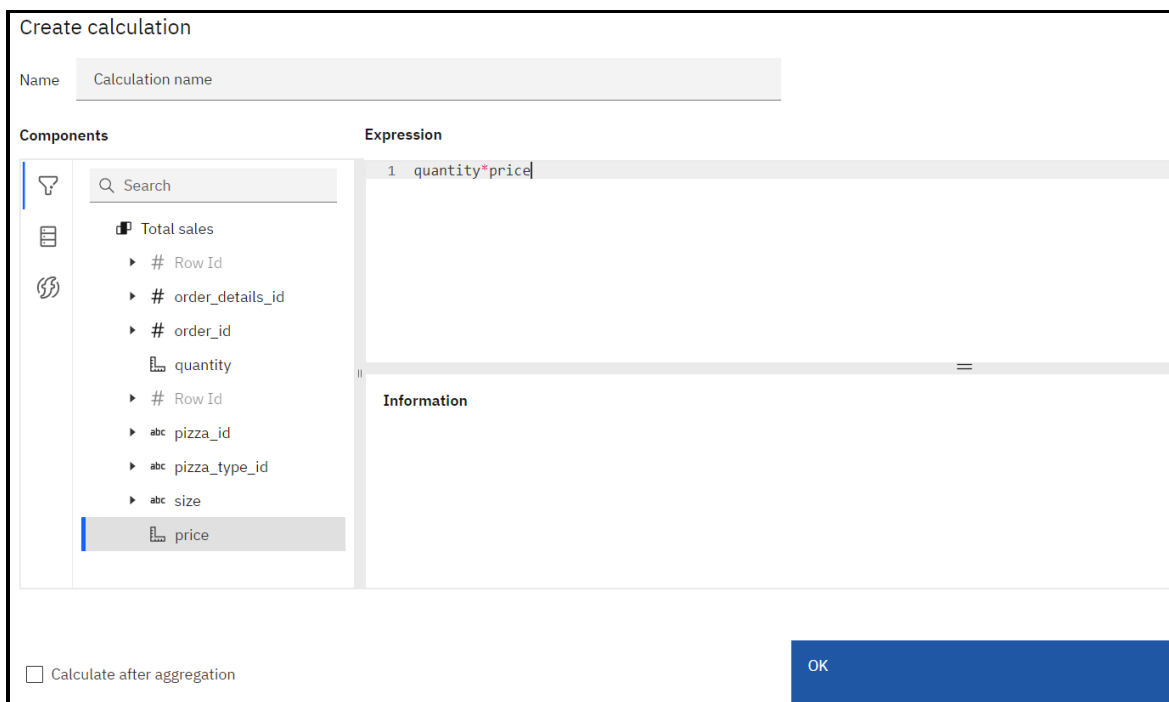 Create calculation
Name Calculation name
Components
Expression
Search
Total sales
# Row Id
# order_details_id
# order_id
quantity
# Row Id
abc pizza_id
abc pizza_type_id
abc size
price
1 quantity*price
Information
Calculate after aggregation
OK